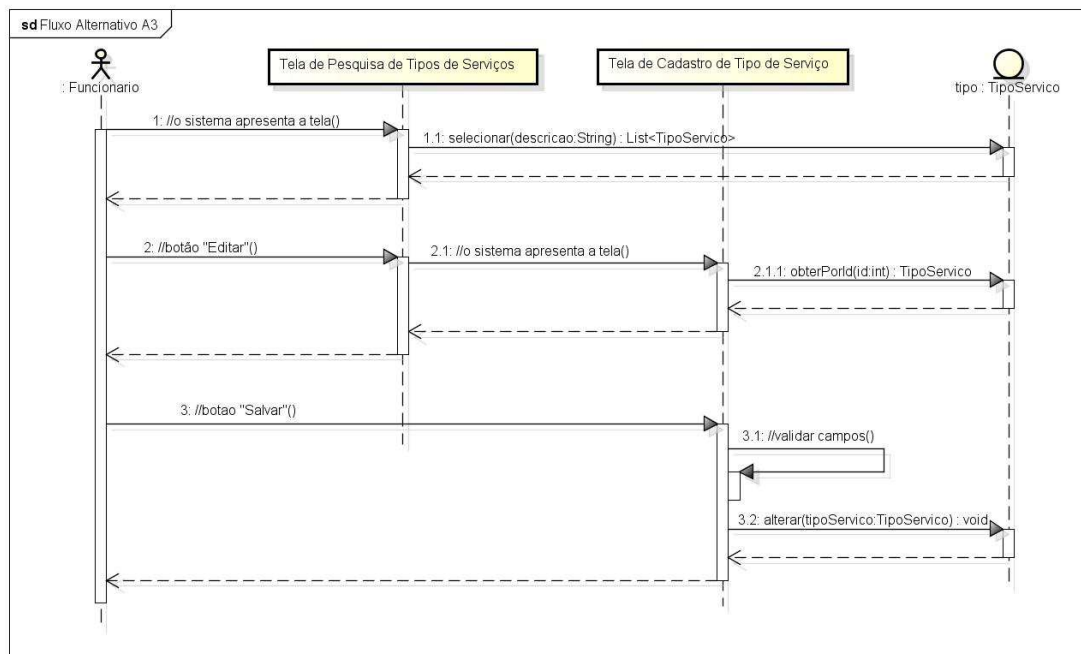 sd Fluxo Alternativo A3
Tela de Pesquisa de Tipos de Serviços
Tela de Cadastro de Tipo de Serviço
: Funcionario
tipo : TipoServico
1: //o sistema apresenta a tela()
1.1: selecionar(descricao:String) : List<TipoServico>
2: //botão "Editar"()
2.1: //o sistema apresenta a tela()
2.1.1: obterPorId(id:int) : TipoServico
3: //botao "Salvar"()
3.1: //validar campos()
3.2: alterar(tipoServico:TipoServico) : void